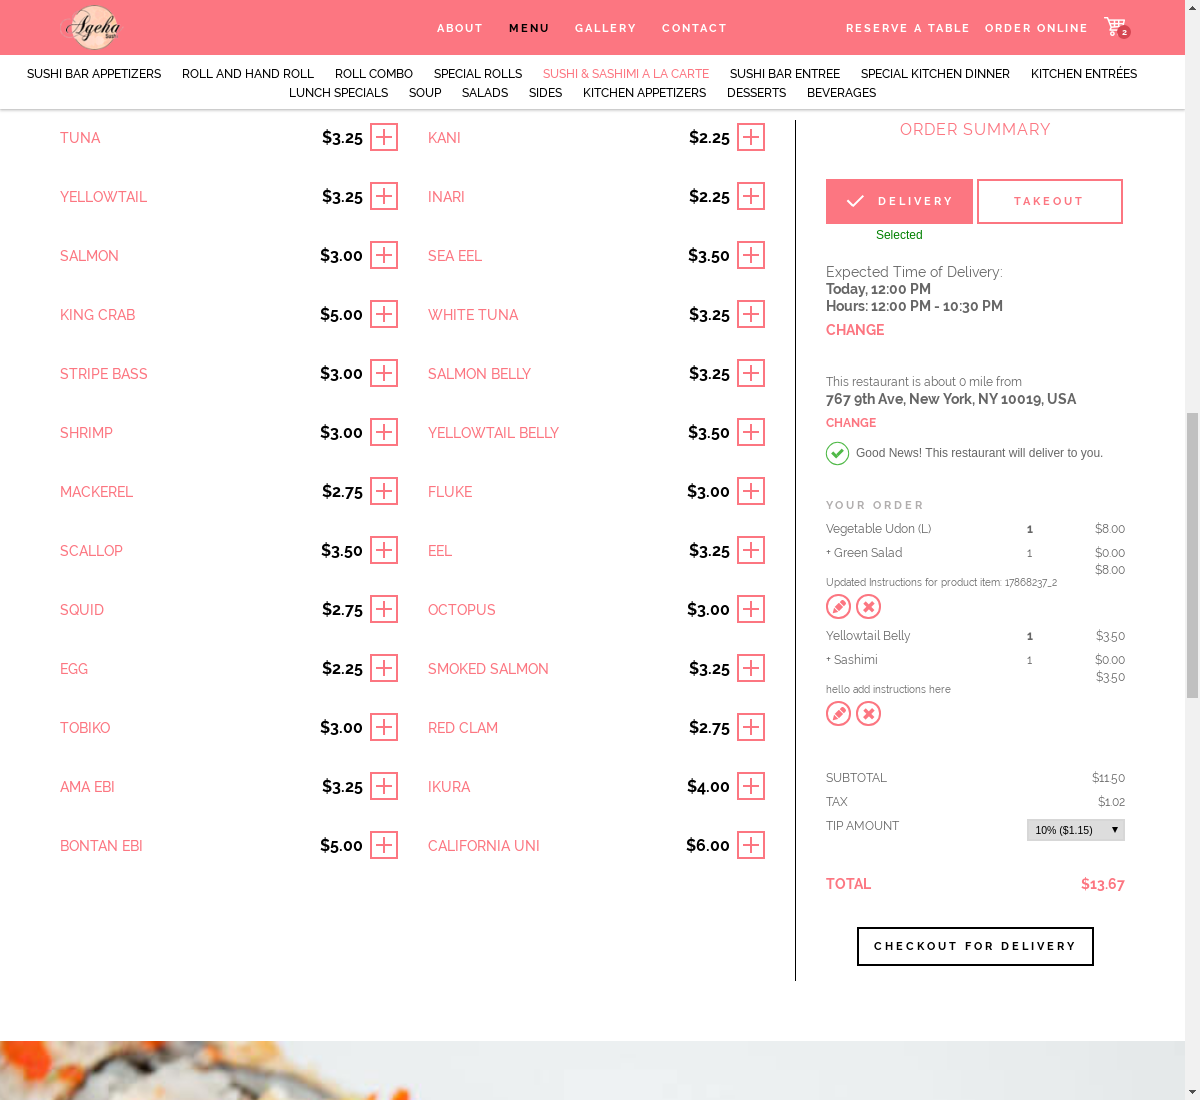 Ageha
ABOUT MENU GALLERY CONTACT RESERVE A TABLE ORDER ONLINE 2
SUSHI BAR APPETIZERS ROLL AND HAND ROLL ROLL COMBO SPECIAL ROLLS SUSHI & SASHIMI A LA CARTE SUSHI BAR ENTREE SPECIAL KITCHEN DINNER KITCHEN ENTRÉES
LUNCH SPECIALS SOUP SALADS SIDES KITCHEN APPETIZERS DESSERTS BEVERAGES
TUNA $3.25 KANI $2.25
YELLOWTAIL $3.25 INARI $2.25
SALMON $3.00 SEA EEL $3.50
KING CRAB $5.00 WHITE TUNA $3.25
STRIPE BASS $3.00 SALMON BELLY $3.25
SHRIMP $3.00 YELLOWTAIL BELLY $3.50
MACKEREL $2.75 FLUKE $3.00
SCALLOP $3.50 EEL $3.25
SQUID $2.75 OCTOPUS $3.00
EGG $2.25 SMOKED SALMON $3.25
TOBIKO $3.00 RED CLAM $2.75
AMA EBI $3.25 IKURA $4.00
BONTAN EBI $5.00 CALIFORNIA UNI $6.00
ORDER SUMMARY
DELIVERY TAKEOUT
Selected
Expected Time of Delivery:
Today, 12:00 PM
Hours: 12:00 PM - 10:30 PM
CHANGE
This restaurant is about 0 mile from
767 9th Ave, New York, NY 10019, USA
CHANGE
Good News! This restaurant will deliver to you.
YOUR ORDER
Vegetable Udon (L) 1 $8.00
+ Green Salad 1 $0.00
$8.00
Updated Instructions for product item: 17868237_2
Yellowtail Belly 1 $3.50
+ Sashimi 1 $0.00
$3.50
hello add instructions here
SUBTOTAL $11.50
TAX $1.02
TIP AMOUNT 10% ($1.15)
TOTAL $13.67
CHECKOUT FOR DELIVERY